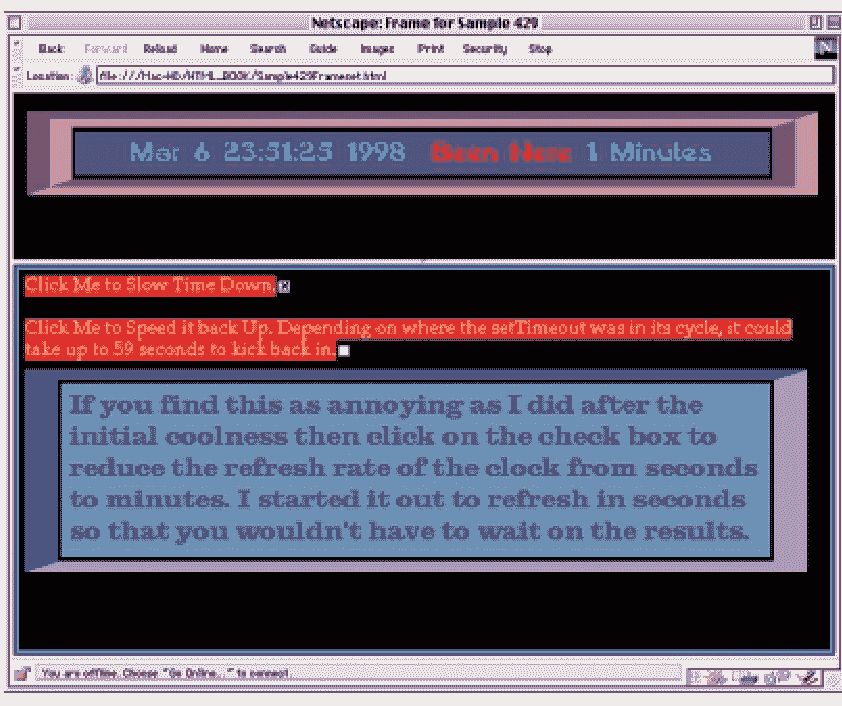 Netscape: Frame for Sample 429
Back Forward Reload Home Search Guide Images Print Security Stop
Location: file:///Mac-HD/HTML_BOOK/Sample429Frameset.html
Mar 6 23:51:25 1998 Been Here 1 Minutes
Click Me to Slow Time Down.
Click Me to Speed it back Up. Depending on where the setTimeout was in its cycle, it could
take up to 59 seconds to kick back in.
If you find this as annoying as I did after the
initial coolness then click on the check box to
reduce the refresh rate of the clock from seconds
to minutes. I started it out to refresh in seconds
so that you wouldn't have to wait on the results.
You are offline. Choose "Go Online..." to connect.